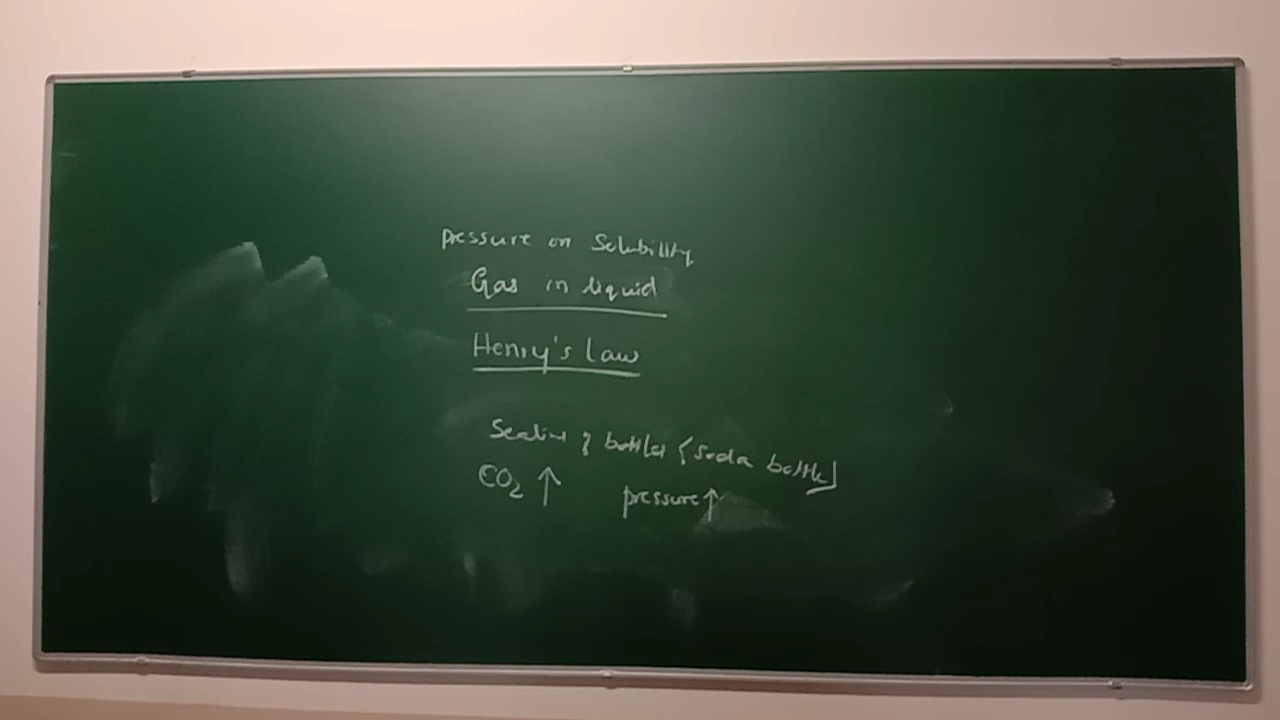 Pressure on Solubility
Gas in liquid
Henry's law
Sealing of bottles {Soda bottle]
CO₂ ↑ pressure↑